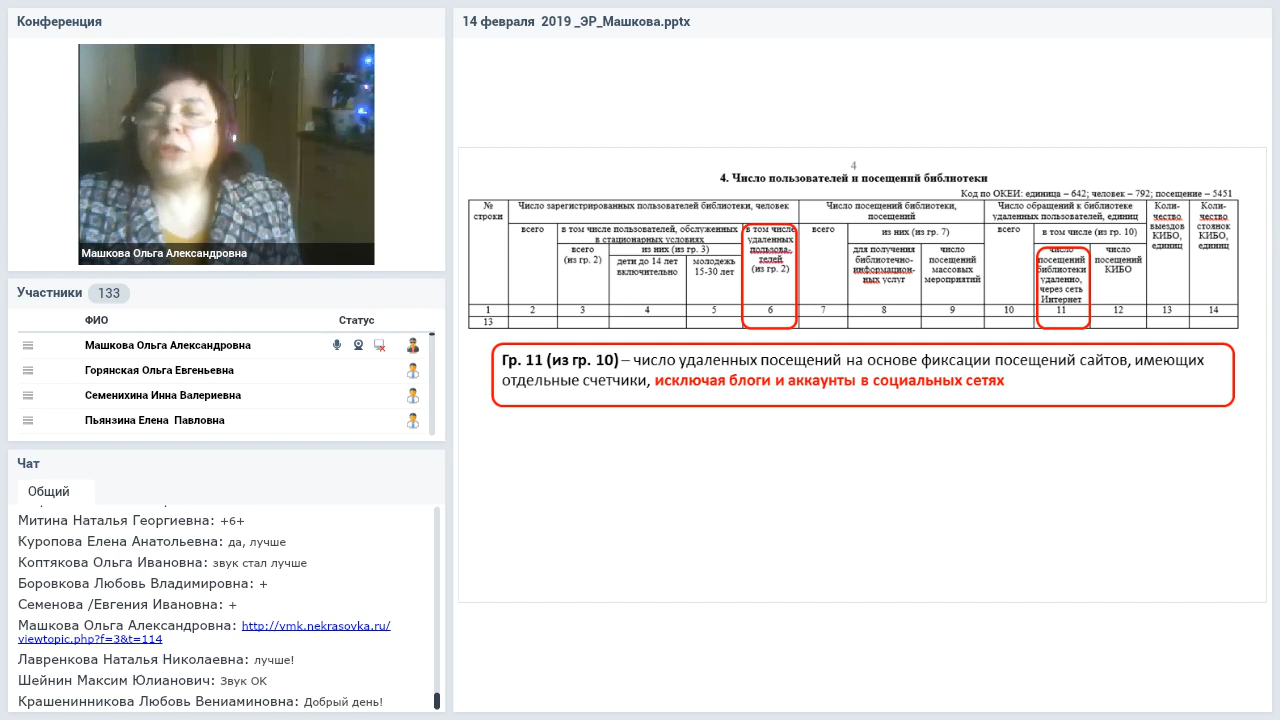 Конференция
Машкова Ольга Александровна
Участники 133
ФИО Статус
Машкова Ольга Александровна
Горянская Ольга Евгеньевна
Семенихина Инна Валериевна
Пьянзина Елена Павловна
Чат
Общий
Митина Наталья Георгиевна: +6+
Куропова Елена Анатольевна: да, лучше
Коптякова Ольга Ивановна: звук стал лучше
Боровкова Любовь Владимировна: +
Семенова /Евгения Ивановна: +
Машкова Ольга Александровна: http://vmk.nekrasovka.ru/
viewtopic.php?f=3&t=114
Лавренкова Наталья Николаевна: лучше!
Шейнин Максим Юлианович: Звук ОК
Крашенинникова Любовь Вениаминовна: Добрый день!
14 февраля 2019 _ЭР_Машкова.pptx
4
4. Число пользователей и посещений библиотеки
Код по ОКЕИ: единица – 642; человек – 792; посещение – 5451
№
строки
Число зарегистрированных пользователей библиотеки, человек
всего
в том числе пользователей, обслуженных
в стационарных условиях
всего
(из гр. 2)
из них (из гр. 3)
дети до 14 лет
включительно
молодежь
15-30 лет
в том числе
удаленных
пользова-
телей
(из гр. 2)
Число посещений библиотеки,
посещений
всего
из них (из гр. 7)
для получения
библиотечно-
информацион-
ных услуг
число
посещений
массовых
мероприятий
Число обращений к библиотеке
удаленных пользователей, единиц
всего
в том числе (из гр. 10)
число
посещений
библиотеки
удаленно,
через сеть
Интернет
число
посещений
КИБО
Коли-
чество
выездов
КИБО,
единиц
Коли-
чество
стоянок
КИБО,
единиц
1 2 3 4 5 6 7 8 9 10 11 12 13 14
13
Гр. 11 (из гр. 10) – число удаленных посещений на основе фиксации посещений сайтов, имеющих
отдельные счетчики, исключая блоги и аккаунты в социальных сетях